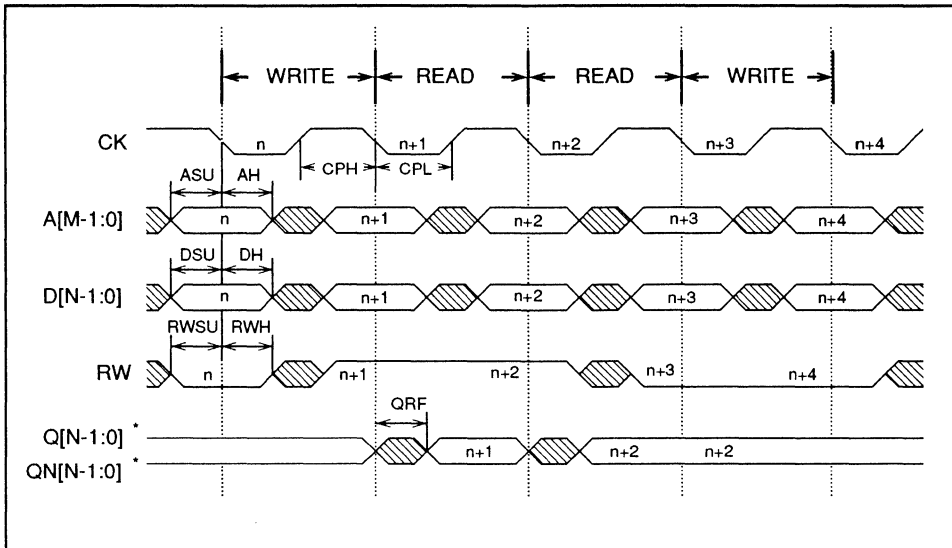 WRITE READ READ WRITE
CK n n+1 n+2 n+3 n+4
CPH CPL
ASU AH
A[M-1:0] n n+1 n+2 n+3 n+4
DSU DH
D[N-1:0] n n+1 n+2 n+3 n+4
RWSU RWH
RW n n+1 n+2 n+3 n+4
QRF
Q[N-1:0] *
n+1 n+2 n+2
QN[N-1:0] *